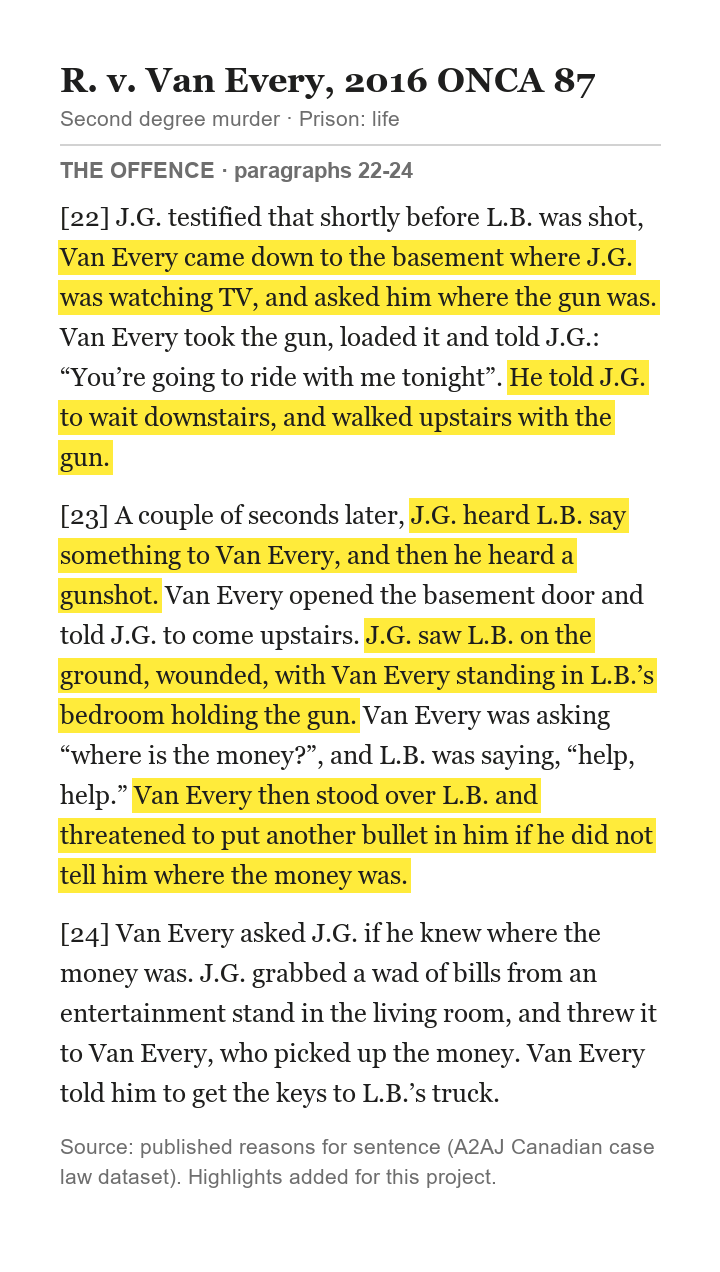 R. v. Van Every, 2016 ONCA 87
Second degree murder · Prison: life
THE OFFENCE · paragraphs 22-24
[22] J.G. testified that shortly before L.B. was shot,
Van Every came down to the basement where J.G.
was watching TV, and asked him where the gun was.
Van Every took the gun, loaded it and told J.G.:
“You’re going to ride with me tonight”. He told J.G.
to wait downstairs, and walked upstairs with the
gun.
[23] A couple of seconds later, J.G. heard L.B. say
something to Van Every, and then he heard a
gunshot. Van Every opened the basement door and
told J.G. to come upstairs. J.G. saw L.B. on the
ground, wounded, with Van Every standing in L.B.’s
bedroom holding the gun. Van Every was asking
“where is the money?”, and L.B. was saying, “help,
help.” Van Every then stood over L.B. and
threatened to put another bullet in him if he did not
tell him where the money was.
[24] Van Every asked J.G. if he knew where the
money was. J.G. grabbed a wad of bills from an
entertainment stand in the living room, and threw it
to Van Every, who picked up the money. Van Every
told him to get the keys to L.B.’s truck.
Source: published reasons for sentence (A2AJ Canadian case
law dataset). Highlights added for this project.